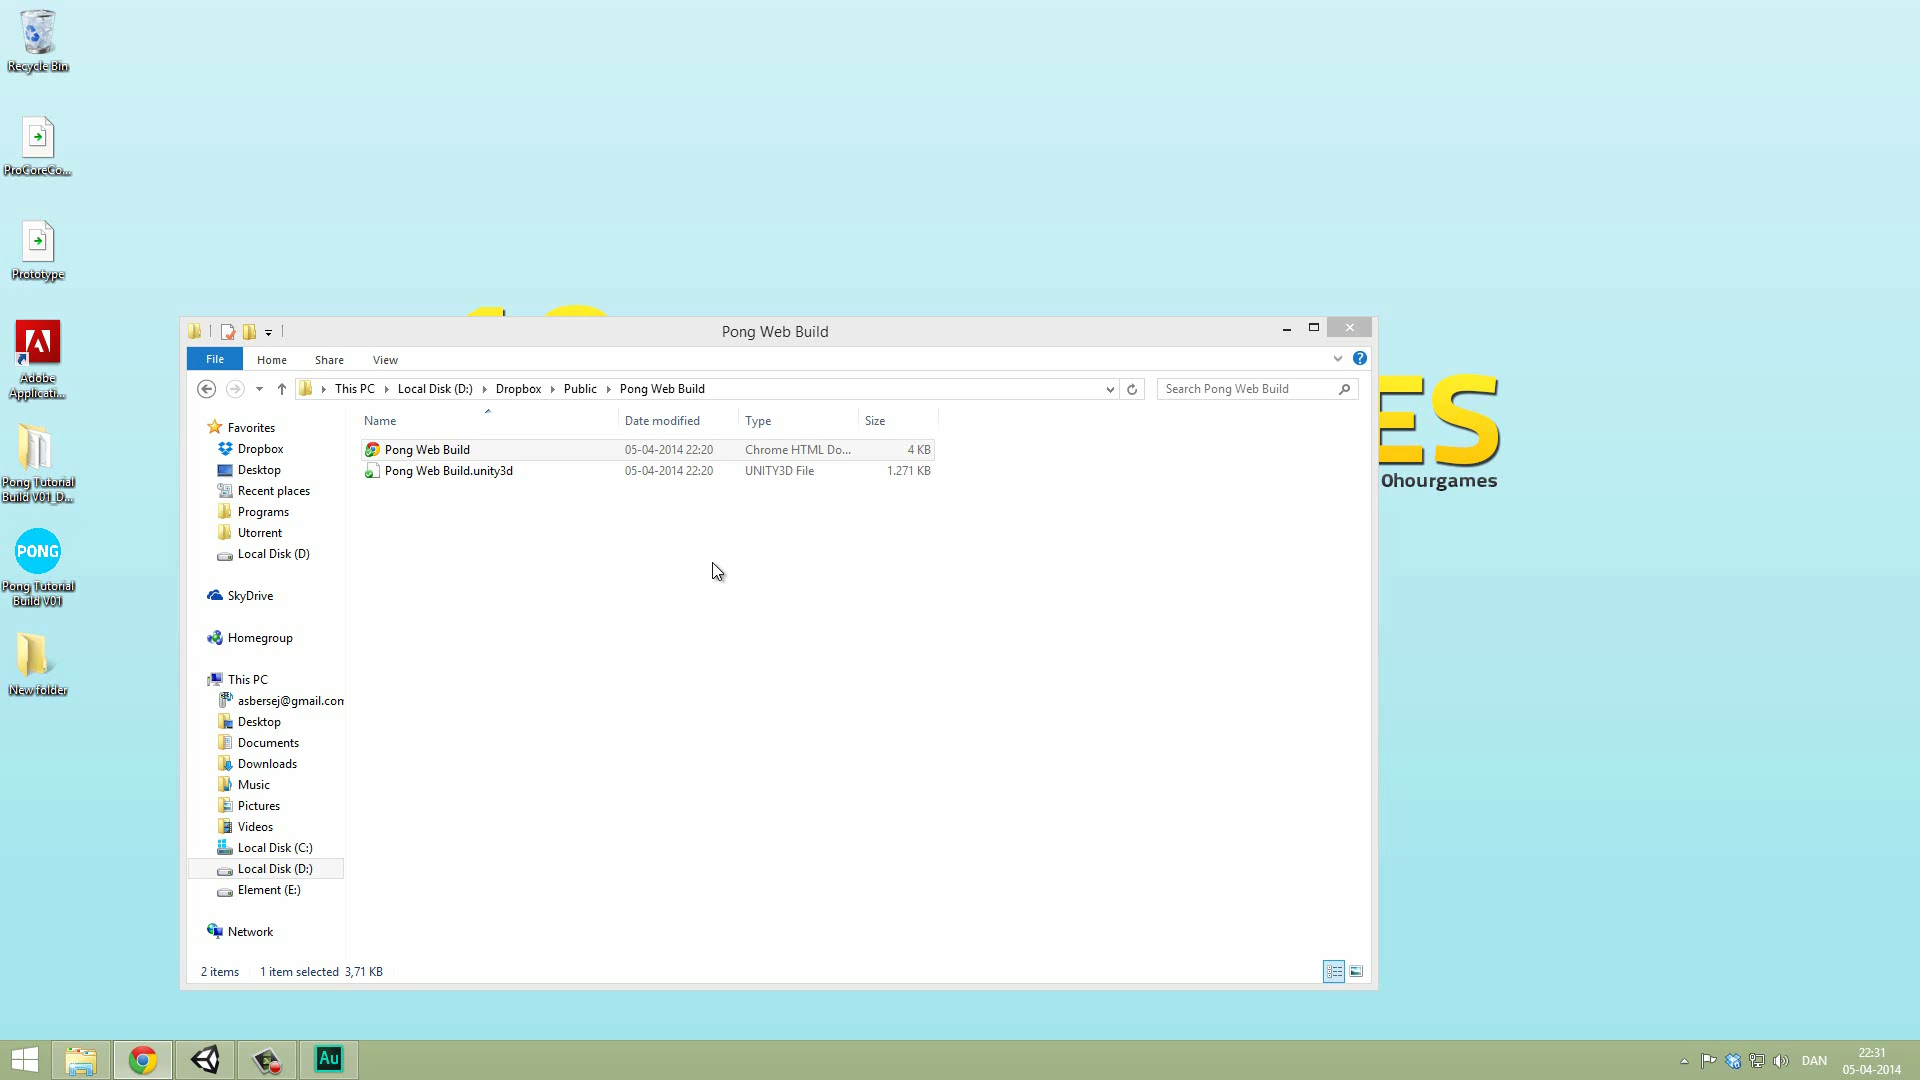 Recycle Bin
ProCoreCo...
Prototype
Adobe
Applicati...
Pong Tutorial
Build V01_D...
PONG
Pong Tutorial
Build V01
New folder
Pong Web Build
File Home Share View
This PC Local Disk (D:) Dropbox Public Pong Web Build
Search Pong Web Build
Name Date modified Type Size
Pong Web Build 05-04-2014 22:20 Chrome HTML Do... 4 KB
Pong Web Build.unity3d 05-04-2014 22:20 UNITY3D File 1.271 KB
Favorites
Dropbox
Desktop
Recent places
Programs
Utorrent
Local Disk (D)
SkyDrive
Homegroup
This PC
asbersej@gmail.com
Desktop
Documents
Downloads
Music
Pictures
Videos
Local Disk (C:)
Local Disk (D:)
Element (E:)
Network
2 items 1 item selected 3,71 KB
ES
0hourgames
Au
DAN
22:31
05-04-2014